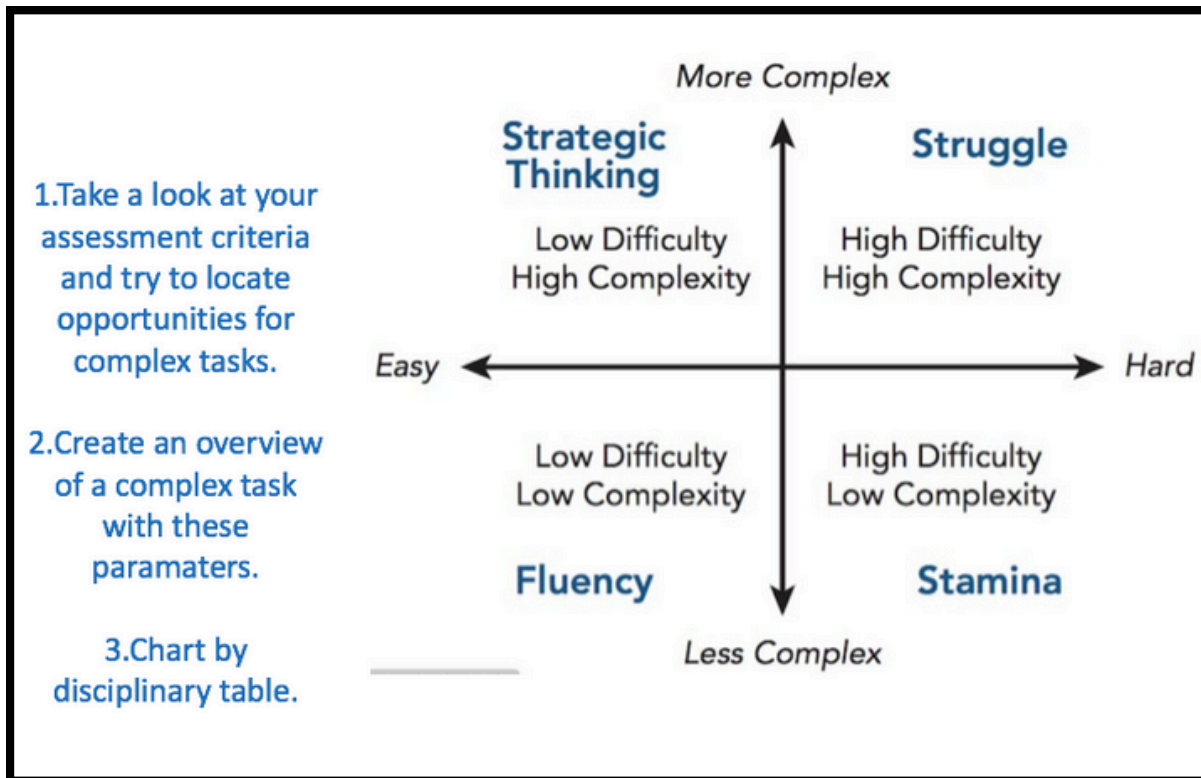 1.Take a look at your
assessment criteria
and try to locate
opportunities for
complex tasks.
2.Create an overview
of a complex task
with these
paramaters.
3.Chart by
disciplinary table.
More Complex
Strategic
Thinking
Low Difficulty
High Complexity
Struggle
High Difficulty
High Complexity
Easy
Hard
Low Difficulty
Low Complexity
Fluency
High Difficulty
Low Complexity
Stamina
Less Complex